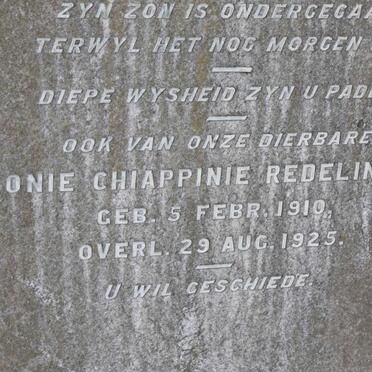 ZYN ZON IS ONDERGEGAA
TERWYL HET NOG MORGEN
DIEPE WYSHEID ZYN U PAD
OOK VAN ONZE DIERBARE
ONIE CHIAPPINIE REDELIN
GEB. 5 FEBR. 1910,
OVERL. 29 AUG. 1925.
U WIL GESCHIEDE.